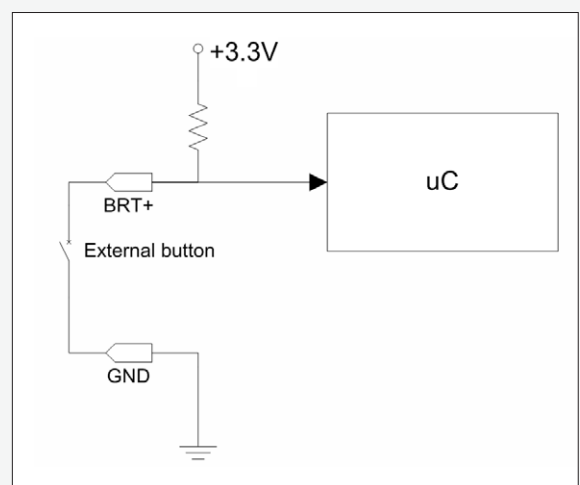 +3.3V
uC
BRT+
External button
GND